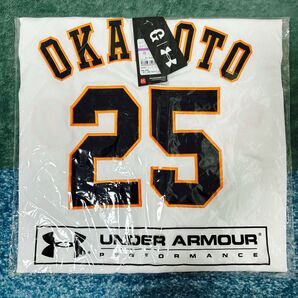 OKA OTO
25
UNDER ARMOUR
PERFORMANCE